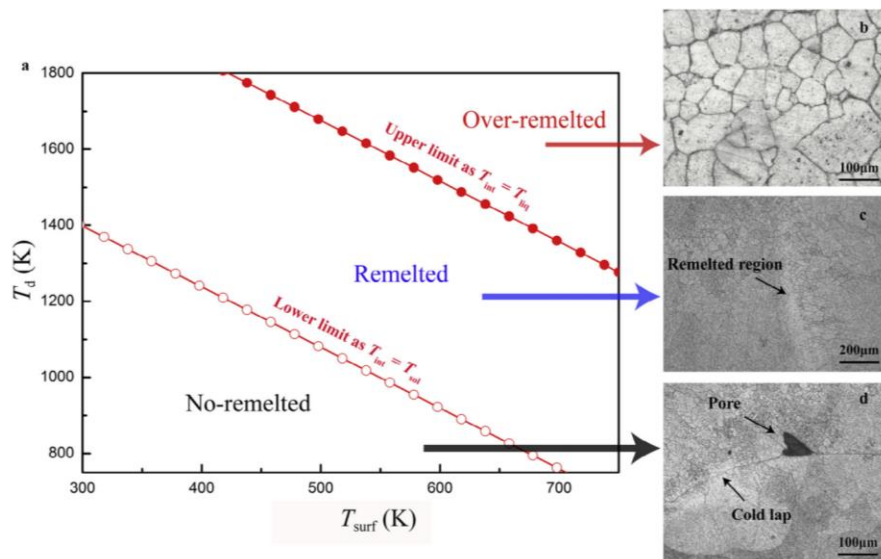 a
1800
1600
1400
1200
1000
800
300
400
500
600
700
T_d (K)
T_surf (K)
Over-remelted
Upper limit as T_int = T_liq
Remelted
Lower limit as T_int = T_sol
No-remelted
b
100μm
c
Remelted region
200μm
d
Pore
Cold lap
100μm